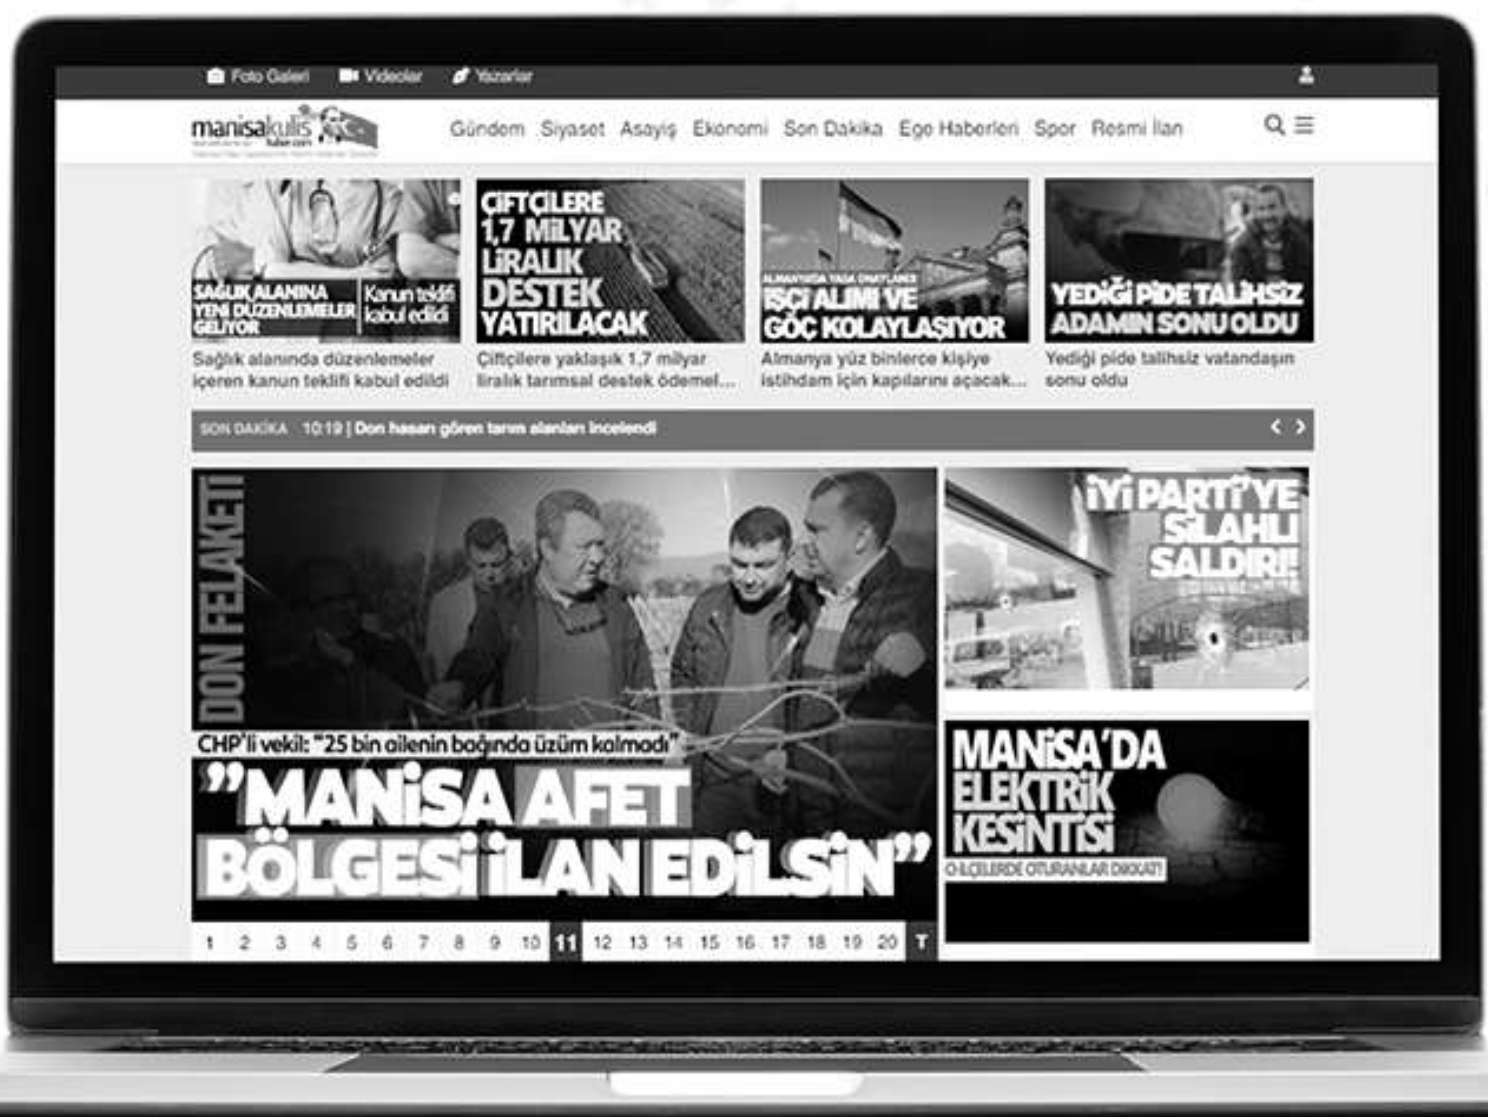 Foto Galeri Videolar Yazarlar
manisakulis
haber.com
Gündem Siyaset Asayiş Ekonomi Son Dakika Ege Haberleri Spor Resmi İlan
SAĞLIK ALANINA
YENİ DÜZENLEMELER
GELİYOR
Kanun teklifi
kabul edildi
Sağlık alanında düzenlemeler
içeren kanun teklifi kabul edildi
ÇİFTÇİLERE
1,7 MİLYAR
LİRALIK
DESTEK
YATIRILACAK
Çiftçilere yaklaşık 1,7 milyar
liralık tarımsal destek ödemel...
ALMANYA'DA YASA ONAYLANDI
İŞÇİ ALIMI VE
GÖÇ KOLAYLAŞIYOR
Almanya yüz binlerce kişiye
istihdam için kapılarını açacak...
YEDİĞİ PİDE TALİHSİZ
ADAMIN SONU OLDU
Yediği pide talihsiz vatandaşın
sonu oldu
SON DAKİKA 10:19 | Don hasarı gören tarım alanları incelendi
DON FELAKETİ
CHP'li vekil: "25 bin ailenin bağında üzüm kalmadı"
"MANİSA AFET
BÖLGESİ İLAN EDİLSİN"
1 2 3 4 5 6 7 8 9 10 11 12 13 14 15 16 17 18 19 20 T
İYİ PARTİ'YE
SİLAHLI
SALDIRI!
MANİSA'DA
ELEKTRİK
KESİNTİSİ
O İLÇELERDE OTURANLAR DİKKAT!